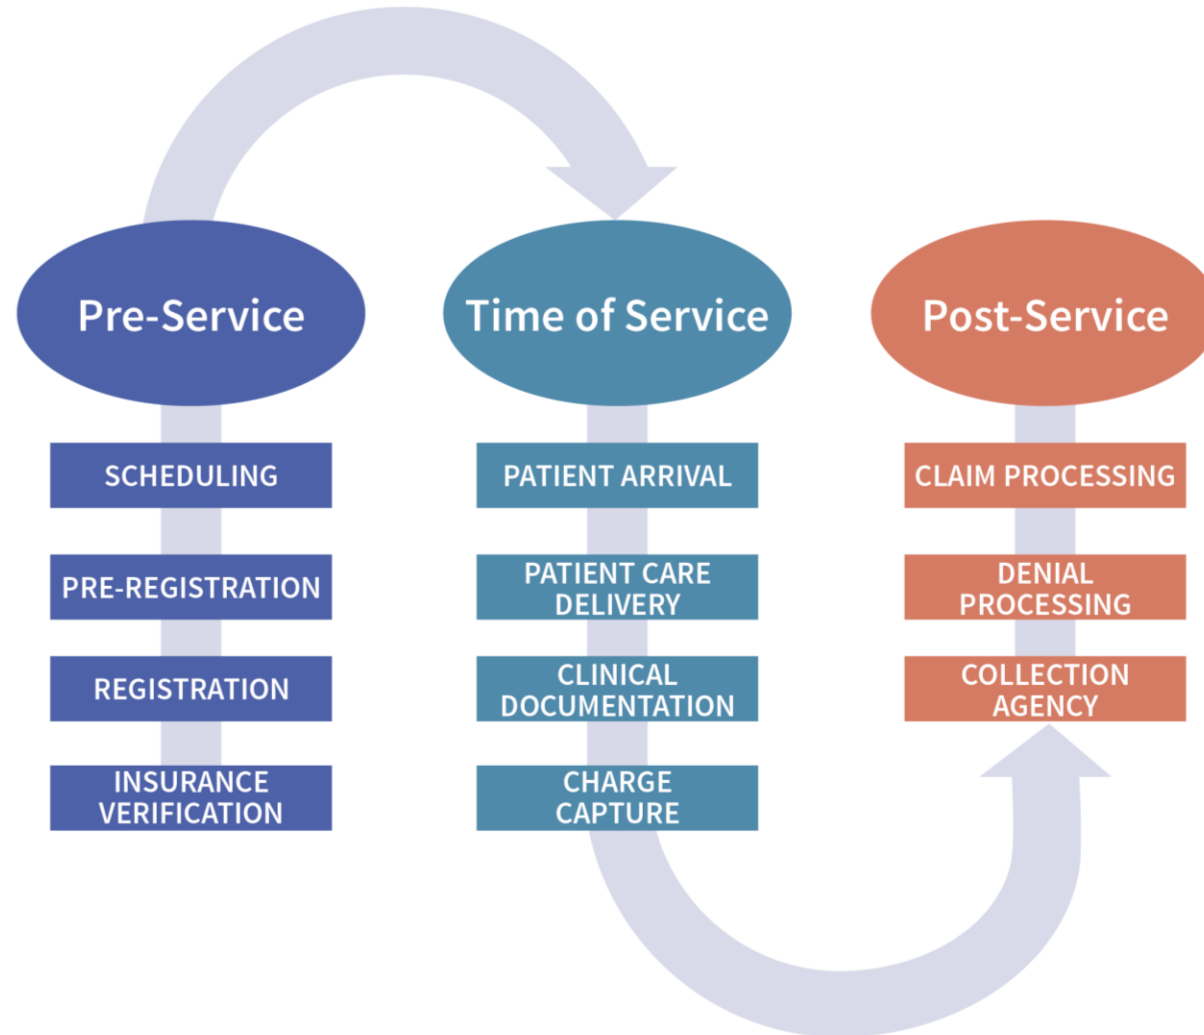 Pre-Service
SCHEDULING
PRE-REGISTRATION
REGISTRATION
INSURANCE
VERIFICATION
Time of Service
PATIENT ARRIVAL
PATIENT CARE
DELIVERY
CLINICAL
DOCUMENTATION
CHARGE
CAPTURE
Post-Service
CLAIM PROCESSING
DENIAL
PROCESSING
COLLECTION
AGENCY